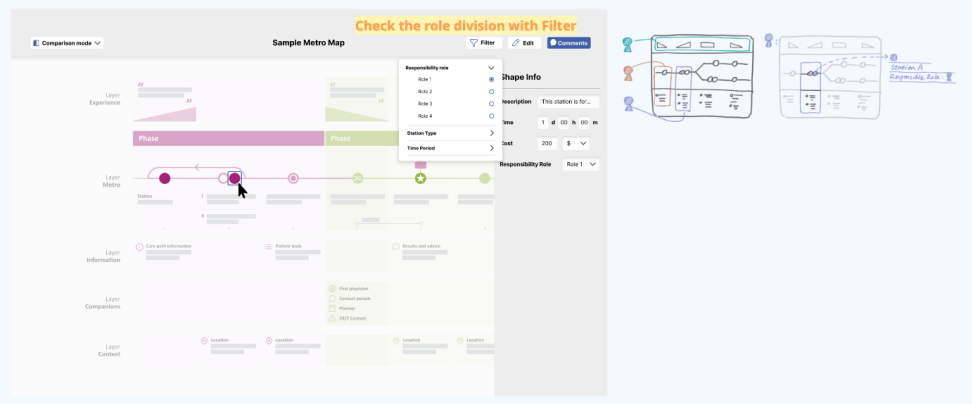 Check the role division with Filter
Comparison mode
Sample Metro Map
Filter
Edit
Comments
Responsibility role
Role 1
Role 2
Role 3
Role 4
Station Type
Time Period
Shape Info
Description
This station is for...
Time
1 d 00 h 00 m
Cost
200 $
Responsibility Role
Role 1
Layer
Experience
Phase
Phase
Layer
Metro
Station
Layer
Information
Care path information
Patient tools
Results and advice
Layer
Companions
First physician
Contact person
Planner
24/7 Contact
Layer
Context
Location
Location
Location
Location
Session A
Responsible Role: